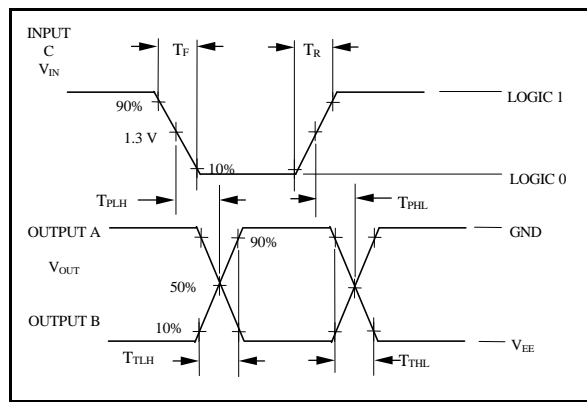 INPUT
C
VIN
TF
TR
90%
LOGIC 1
1.3 V
10%
LOGIC 0
TPLH
TPHL
OUTPUT A
GND
90%
VOUT
50%
OUTPUT B
10%
VEE
TTLH
TTHL